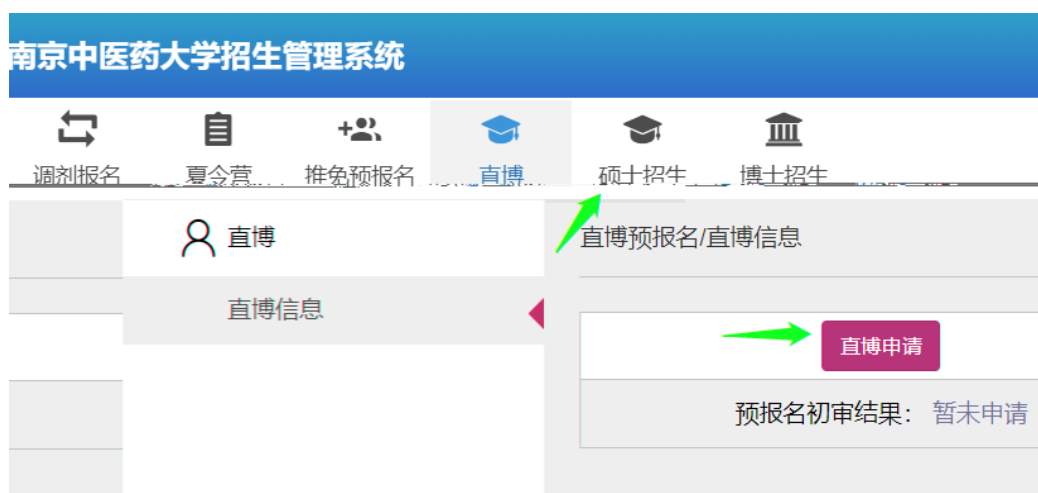 南京中医药大学招生管理系统
调剂报名 夏令营 推免预报名 直博 硕士招生 博士招生
直博
直博预报名/直博信息
直博信息
直博申请
预报名初审结果： 暂未申请